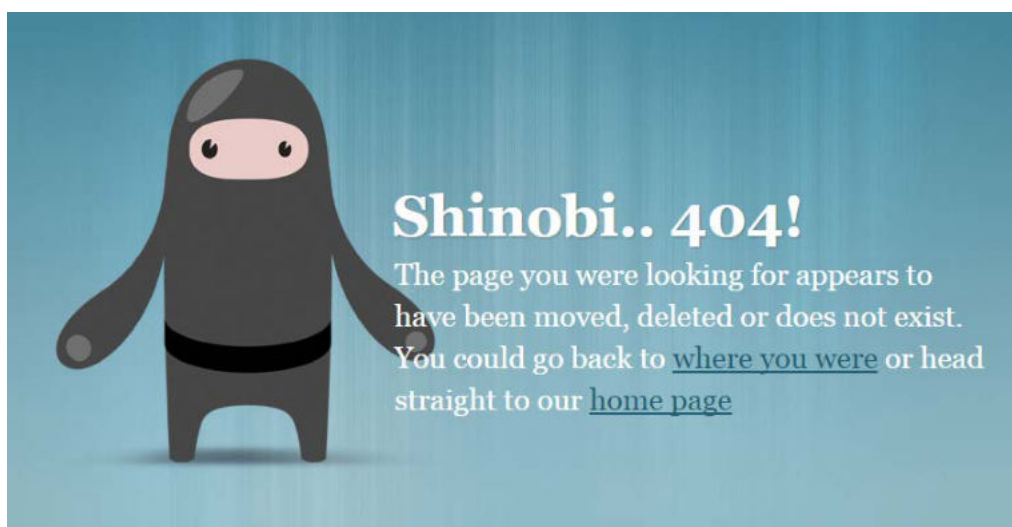 Shinobi.. 404!
The page you were looking for appears to
have been moved, deleted or does not exist.
You could go back to where you were or head
straight to our home page